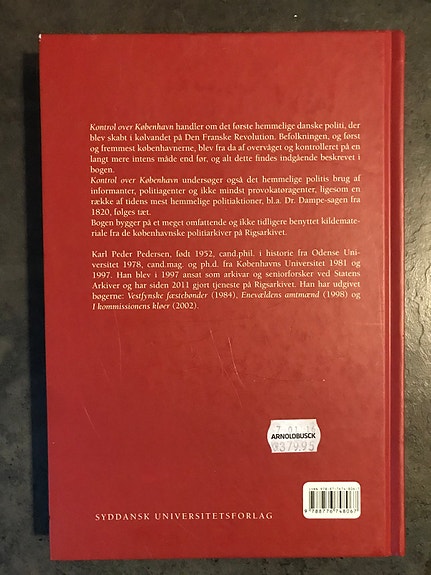 Kontrol over København handler om det første hemmelige danske politi, der
blev skabt i kølvandet på Den Franske Revolution. Befolkningen, og først
og fremmest københavnerne, blev fra da af overvåget og kontrolleret på en
langt mere intens måde end før, og alt dette findes indgående beskrevet i
bogen.
Kontrol over København undersøger også det hemmelige politis brug af
informanter, politiagenter og ikke mindst provokatøragenter, ligesom en
række af tidens mest hemmelige politiaktioner, bl.a. Dr. Dampe-sagen fra
1820, følges tæt.
Bogen bygger på et meget omfattende og ikke tidligere benyttet kildemate-
riale fra de københavnske politiarkiver på Rigsarkivet.
Karl Peder Pedersen, født 1952, cand.phil. i historie fra Odense Uni-
versitet 1978, cand.mag. og ph.d. fra Københavns Universitet 1981 og
1997. Han blev i 1997 ansat som arkivar og seniorforsker ved Statens
Arkiver og har siden 2011 gjort tjeneste på Rigsarkivet. Han har udgivet
bøgerne: Vestfynske fæstebønder (1984), Enevældens amtmænd (1998) og
I kommissionens kløer (2002).
ARNOLDBUSCK
379.95
9 788776 748067
SYDDANSK UNIVERSITETSFORLAG